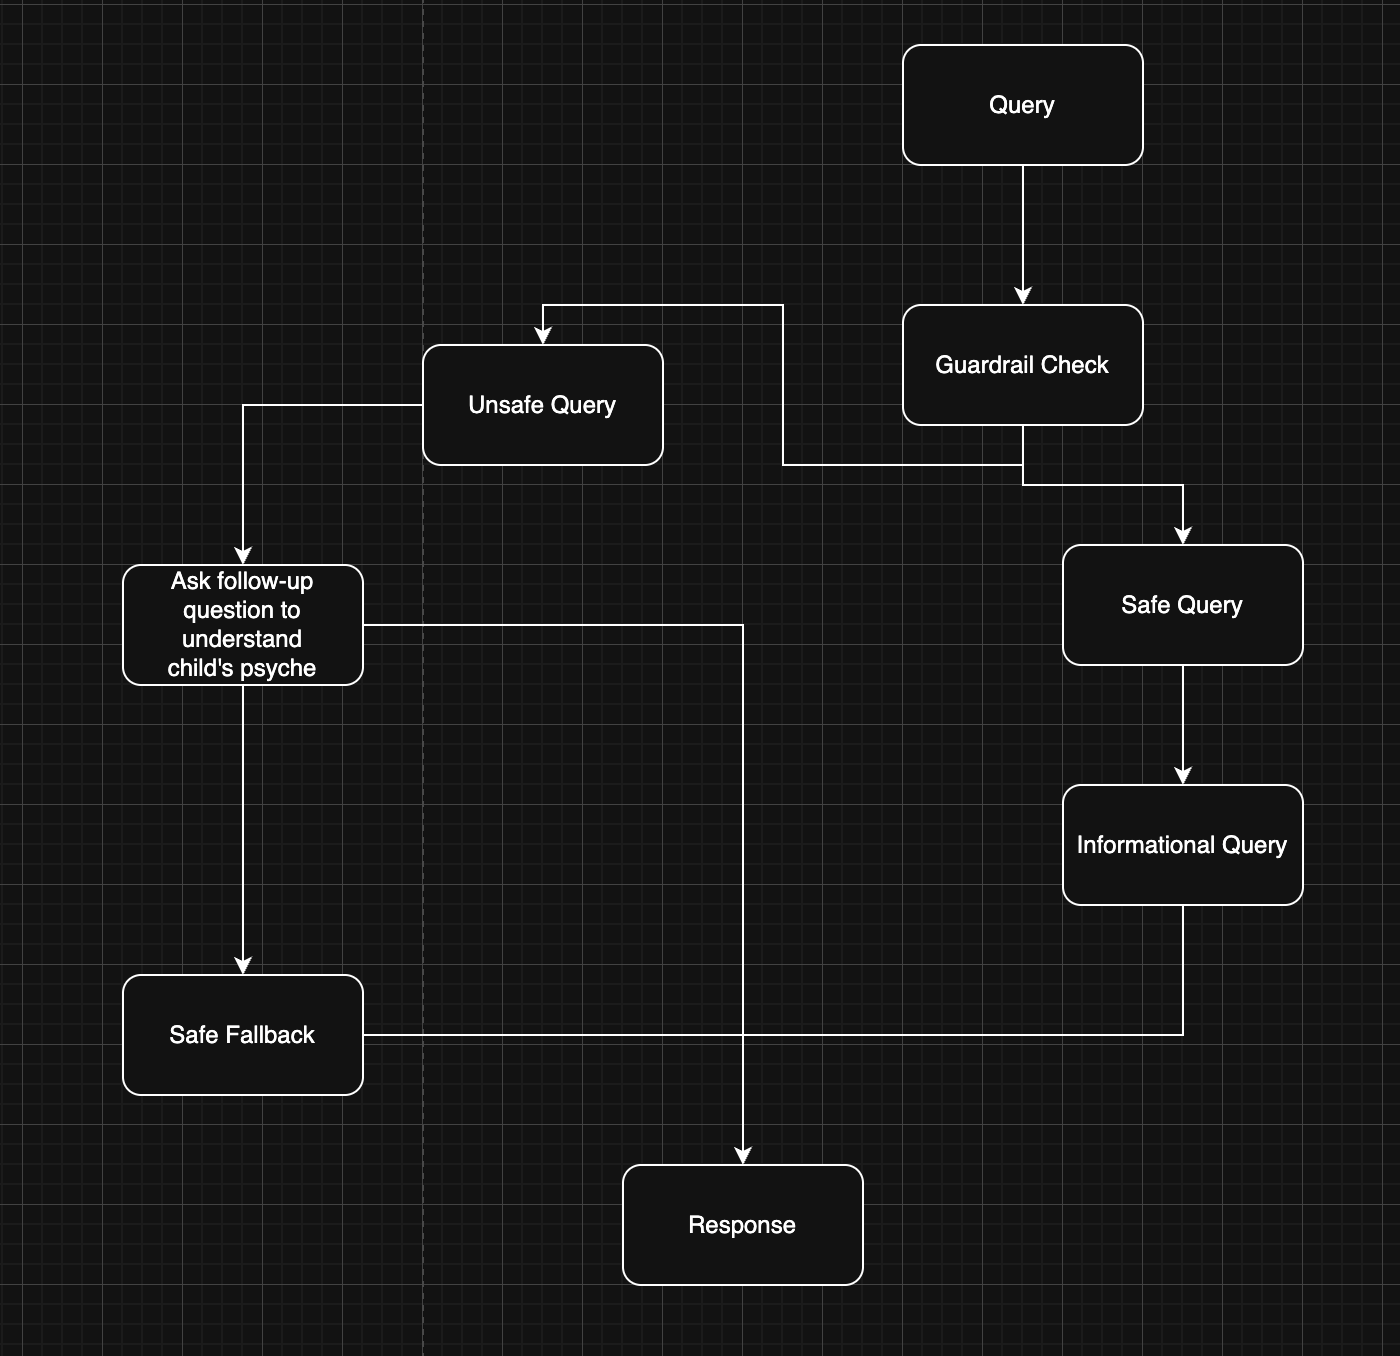 Query
Guardrail Check
Unsafe Query
Ask follow-up
question to
understand
child's psyche
Safe Query
Informational Query
Safe Fallback
Response